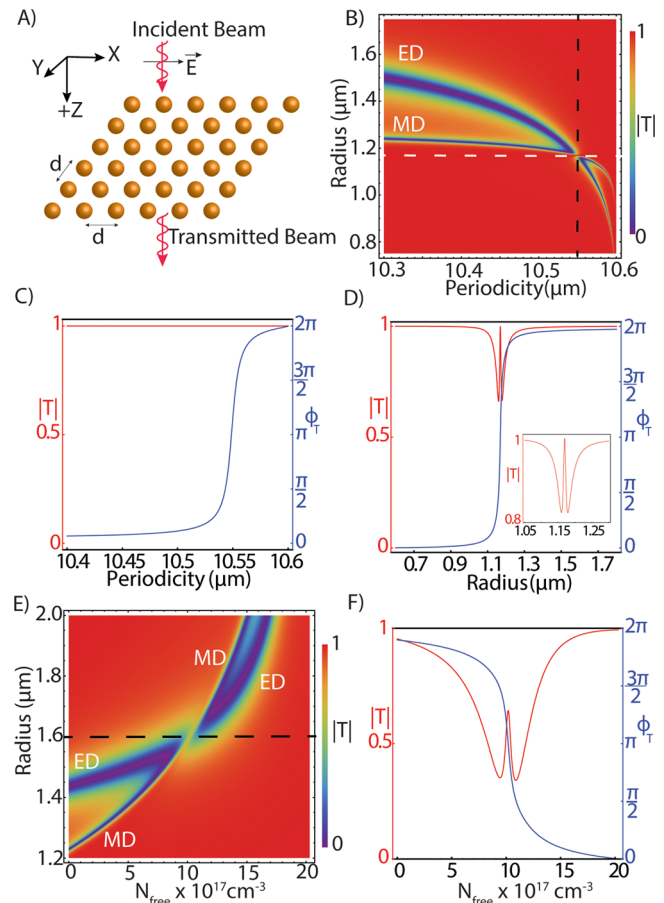 A)
Incident Beam
X
Y
+Z
E
d
d
Transmitted Beam
B)
ED
MD
Radius (μm)
1.6
1.4
1.2
1.0
0.8
10.3
10.4
10.5
10.6
Periodicity(μm)
1
|T|
0
C)
1
|T|
0.5
0
10.4
10.45
10.5
10.55
10.6
Periodicity (μm)
2π
3π
2
π
π
2
0
ϕT
D)
1
|T|
0.5
0
0.7
0.9
1.1
1.3
1.5
1.7
Radius(μm)
2π
3π
2
π
π
2
0
ϕT
1
|T|
0.8
1.05
1.15
1.25
E)
2.0
1.8
1.6
1.4
1.2
Radius (μm)
MD
ED
ED
MD
0
5
10
15
20
Nfree x 10¹⁷cm⁻³
1
|T|
0
F)
1
|T|
0.5
0
0
5
10
15
20
Nfree x 10¹⁷cm⁻³
2π
3π
2
π
π
2
0
ϕT